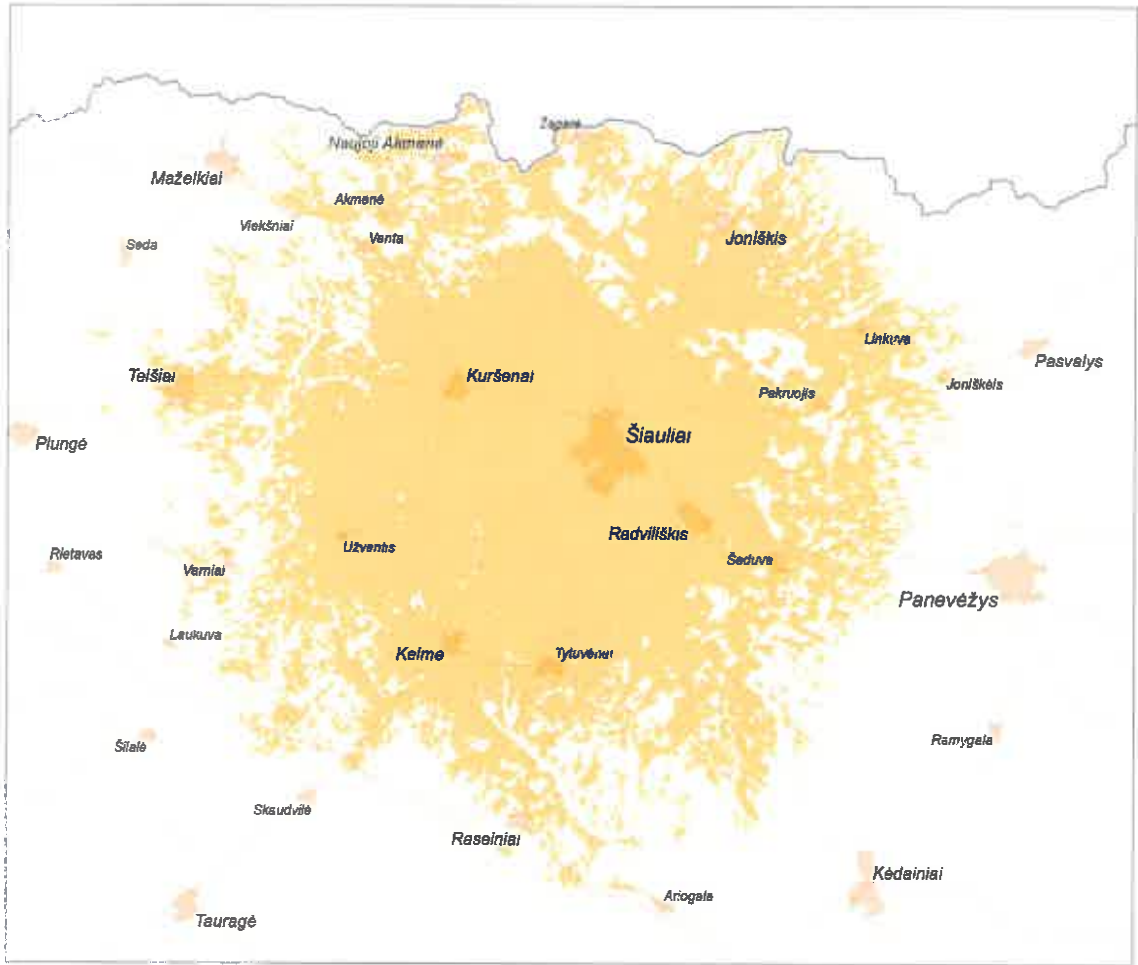 Žagarė
Naujoji Akmenė
Mažeikiai
Akmenė
Viekšniai
Venta
Seda
Joniškis
Linkuva
Pasvalys
Telšiai
Kuršėnai
Joniškėlis
Pakruojis
Šiauliai
Plungė
Radviliškis
Užventis
Rietavas
Šeduva
Varniai
Panevėžys
Laukuva
Kelmė
Tytuvėnai
Šilalė
Ramygala
Skaudvilė
Raseiniai
Kėdainiai
Ariogala
Tauragė